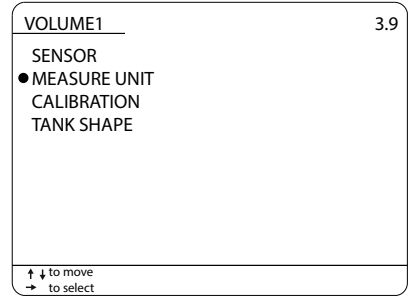 VOLUME1 3.9
SENSOR
●MEASURE UNIT
CALIBRATION
TANK SHAPE
↑ ↓ to move
→ to select